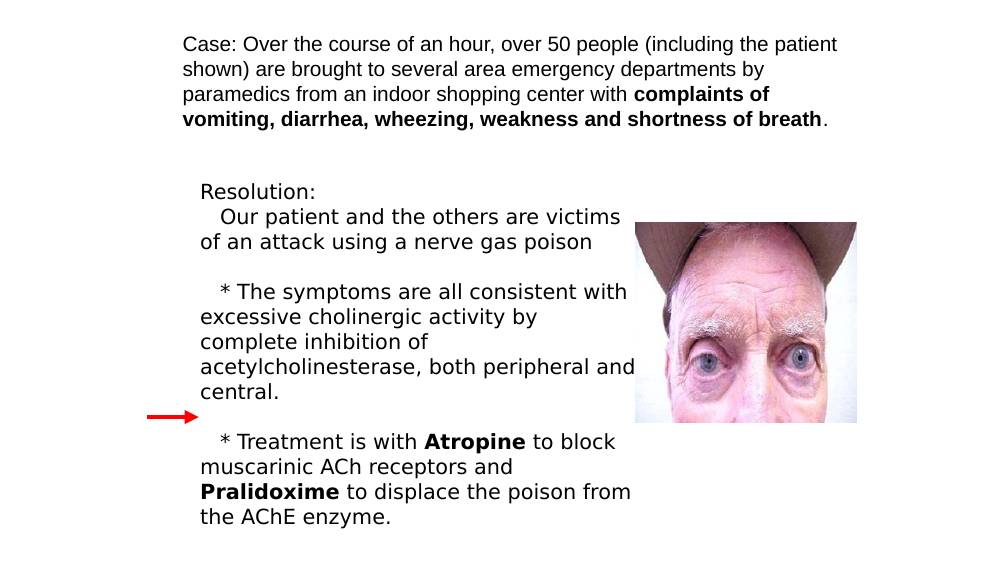 Case: Over the course of an hour, over 50 people (including the patient
shown) are brought to several area emergency departments by
paramedics from an indoor shopping center with complaints of
vomiting, diarrhea, wheezing, weakness and shortness of breath.
Resolution:
Our patient and the others are victims
of an attack using a nerve gas poison
* The symptoms are all consistent with
excessive cholinergic activity by
complete inhibition of
acetylcholinesterase, both peripheral and
central.
* Treatment is with Atropine to block
muscarinic ACh receptors and
Pralidoxime to displace the poison from
the AChE enzyme.